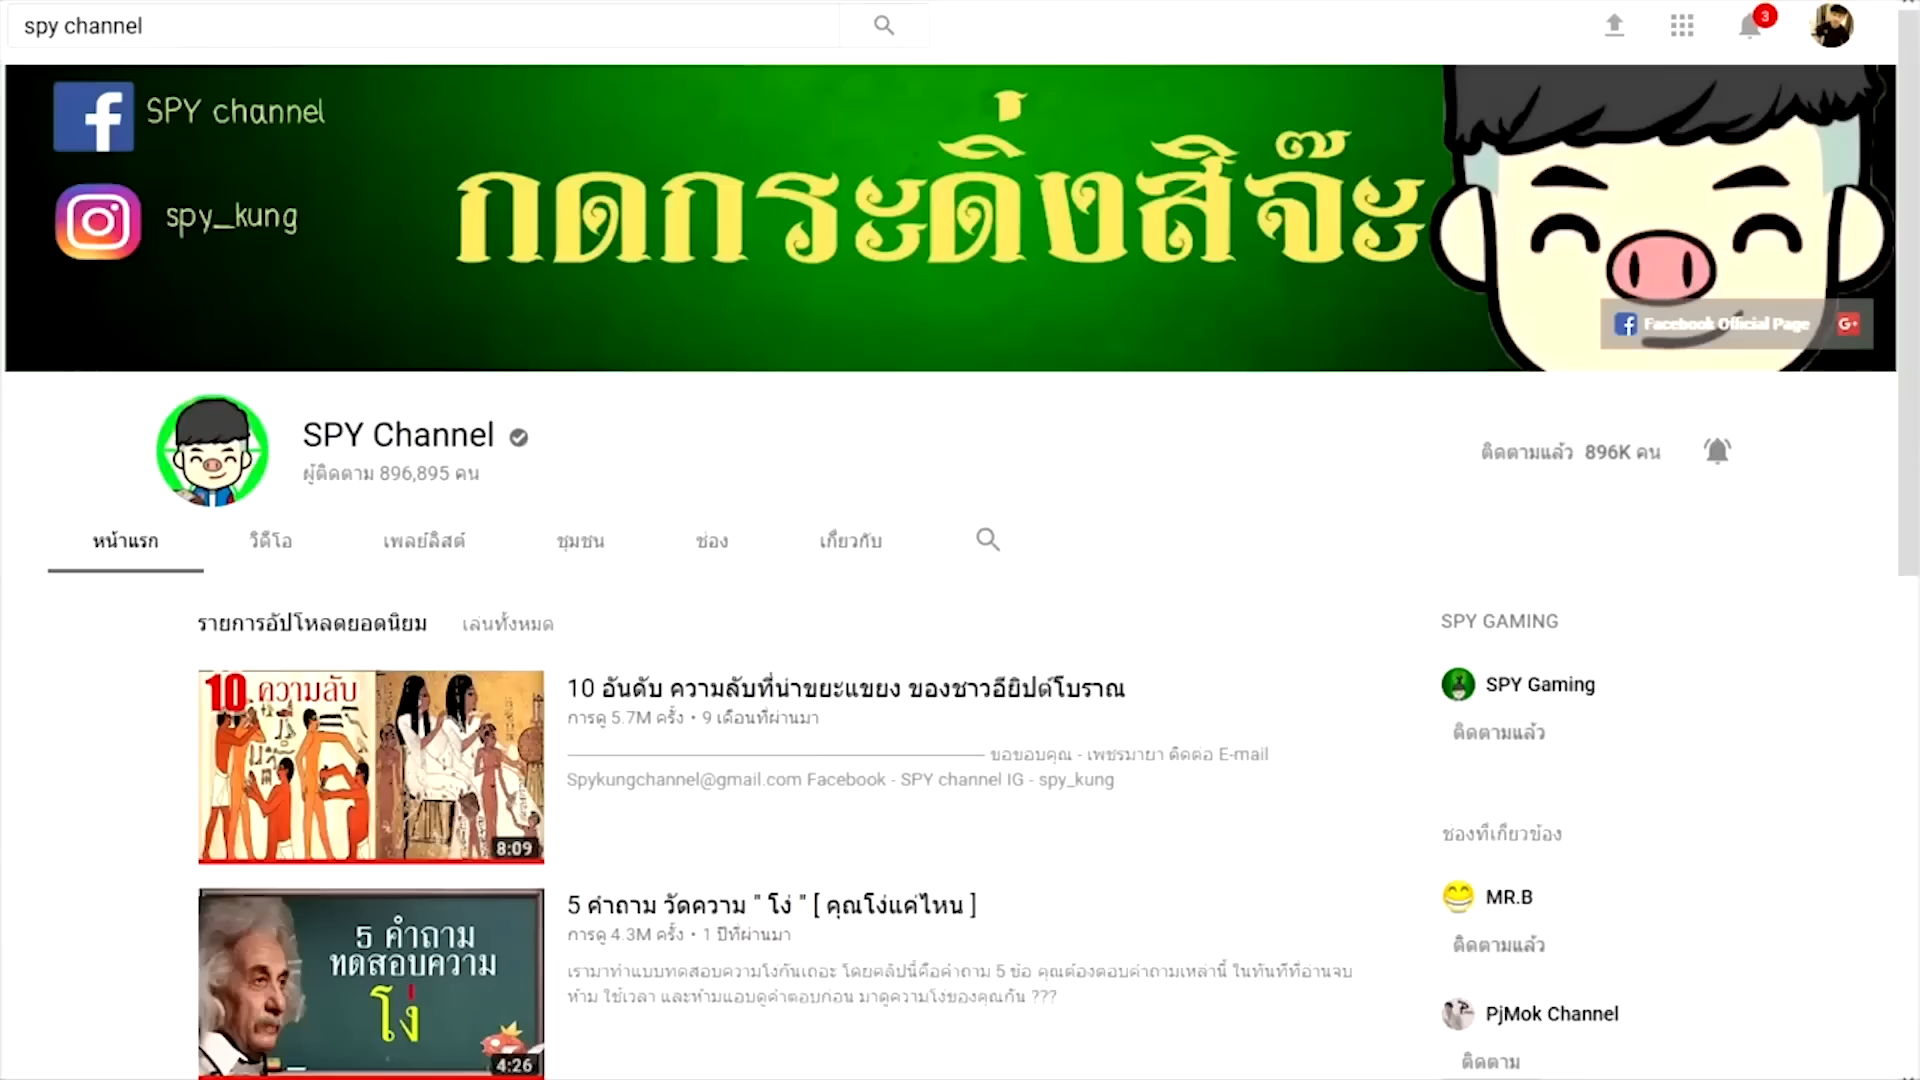 spy channel
3
SPY channel
spy_kung
กดกระดิ่งสิจ๊ะ
Facebook Official Page
G+
SPY Channel
ผู้ติดตาม 896,895 คน
ติดตามแล้ว 896K คน
หน้าแรก
วิดีโอ
เพลย์ลิสต์
ชุมชน
ช่อง
เกี่ยวกับ
รายการอัปโหลดยอดนิยม
เล่นทั้งหมด
10 ความลับ
8:09
10 อันดับ ความลับที่น่าขยะแขยง ของชาวอียิปต์โบราณ
การดู 5.7M ครั้ง • 9 เดือนที่ผ่านมา
ขอขอบคุณ - เพชรมายา ติดต่อ E-mail
Spykungchannel@gmail.com Facebook - SPY channel IG - spy_kung
5 คำถาม
ทดสอบความ
โง่
4:26
5 คำถาม วัดความ " โง่ " [ คุณโง่แค่ไหน ]
การดู 4.3M ครั้ง • 1 ปีที่ผ่านมา
เรามาทำแบบทดสอบความโง่กันเถอะ โดยคลิปนี้คือคำถาม 5 ข้อ คุณต้องตอบคำถามเหล่านี้ ในทันทีที่อ่านจบ
ห้าม ใช้เวลา และห้ามแอบดูคำตอบก่อน มาดูความโง่ของคุณกัน ???
SPY GAMING
SPY Gaming
ติดตามแล้ว
ช่องที่เกี่ยวข้อง
MR.B
ติดตามแล้ว
PjMok Channel
ติดตาม